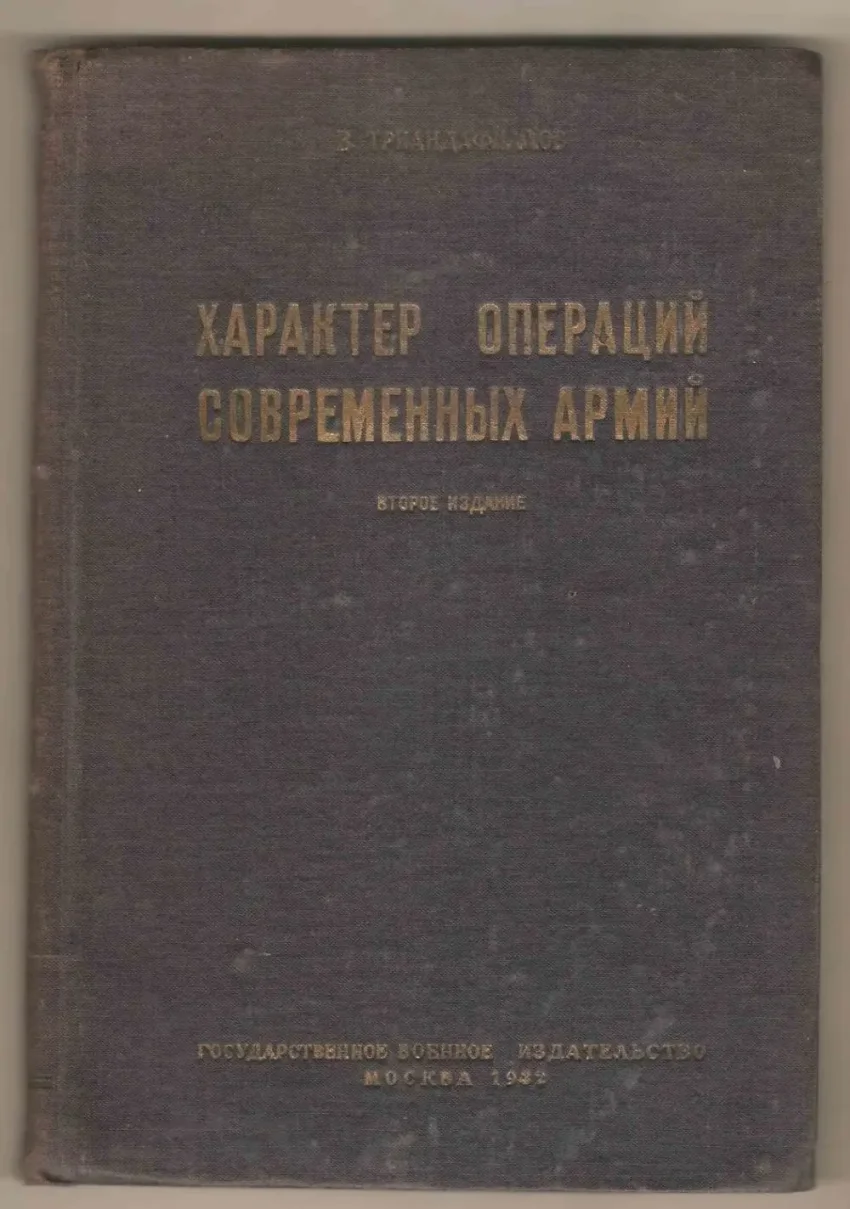 В. ТРИАНДАФИЛЛОВ
ХАРАКТЕР ОПЕРАЦИЙ
СОВРЕМЕННЫХ АРМИЙ
ВТОРОЕ ИЗДАНИЕ
ГОСУДАРСТВЕННОЕ ВОЕННОЕ ИЗДАТЕЛЬСТВО
МОСКВА 1932